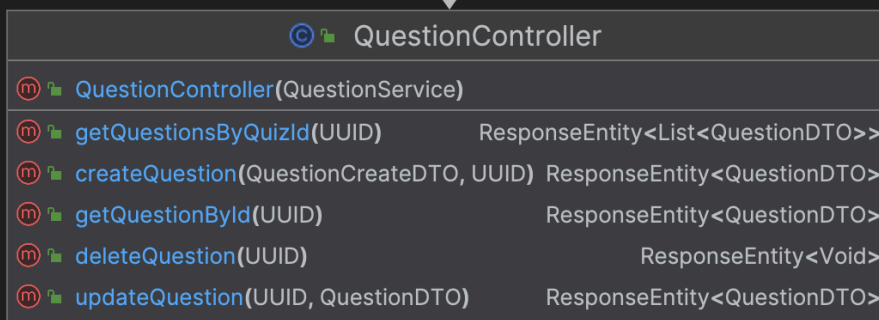 QuestionController
QuestionController(QuestionService)
getQuestionsByQuizId(UUID) ResponseEntity<List<QuestionDTO>>
createQuestion(QuestionCreateDTO, UUID) ResponseEntity<QuestionDTO>
getQuestionById(UUID) ResponseEntity<QuestionDTO>
deleteQuestion(UUID) ResponseEntity<Void>
updateQuestion(UUID, QuestionDTO) ResponseEntity<QuestionDTO>